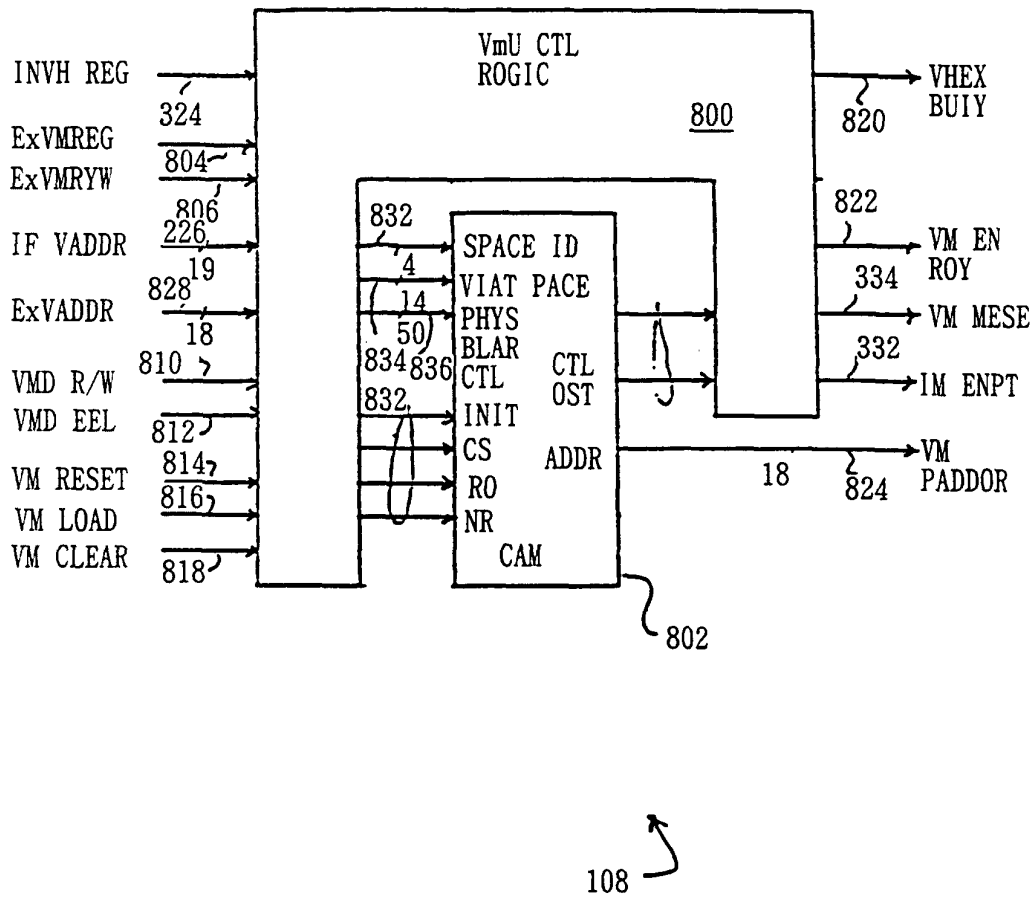 VmU CTL
ROGIC
800
INVH REG
324
ExVMREG
804
ExVMRYW
806
IF VADDR
226
19
ExVADDR
828
18
VMD R/W
810
VMD EEL
812
VM RESET
814
VM LOAD
816
VM CLEAR
818
832
SPACE ID
4
VIAT PACE
14
834
PHYS
BLAR
50
836
CTL
832
INIT
CS
RO
NR
CAM
CTL
OST
ADDR
802
VHEX
BUIY
820
VM EN
ROY
822
VM MESE
334
IM ENPT
332
VM
PADDOR
18
824
108